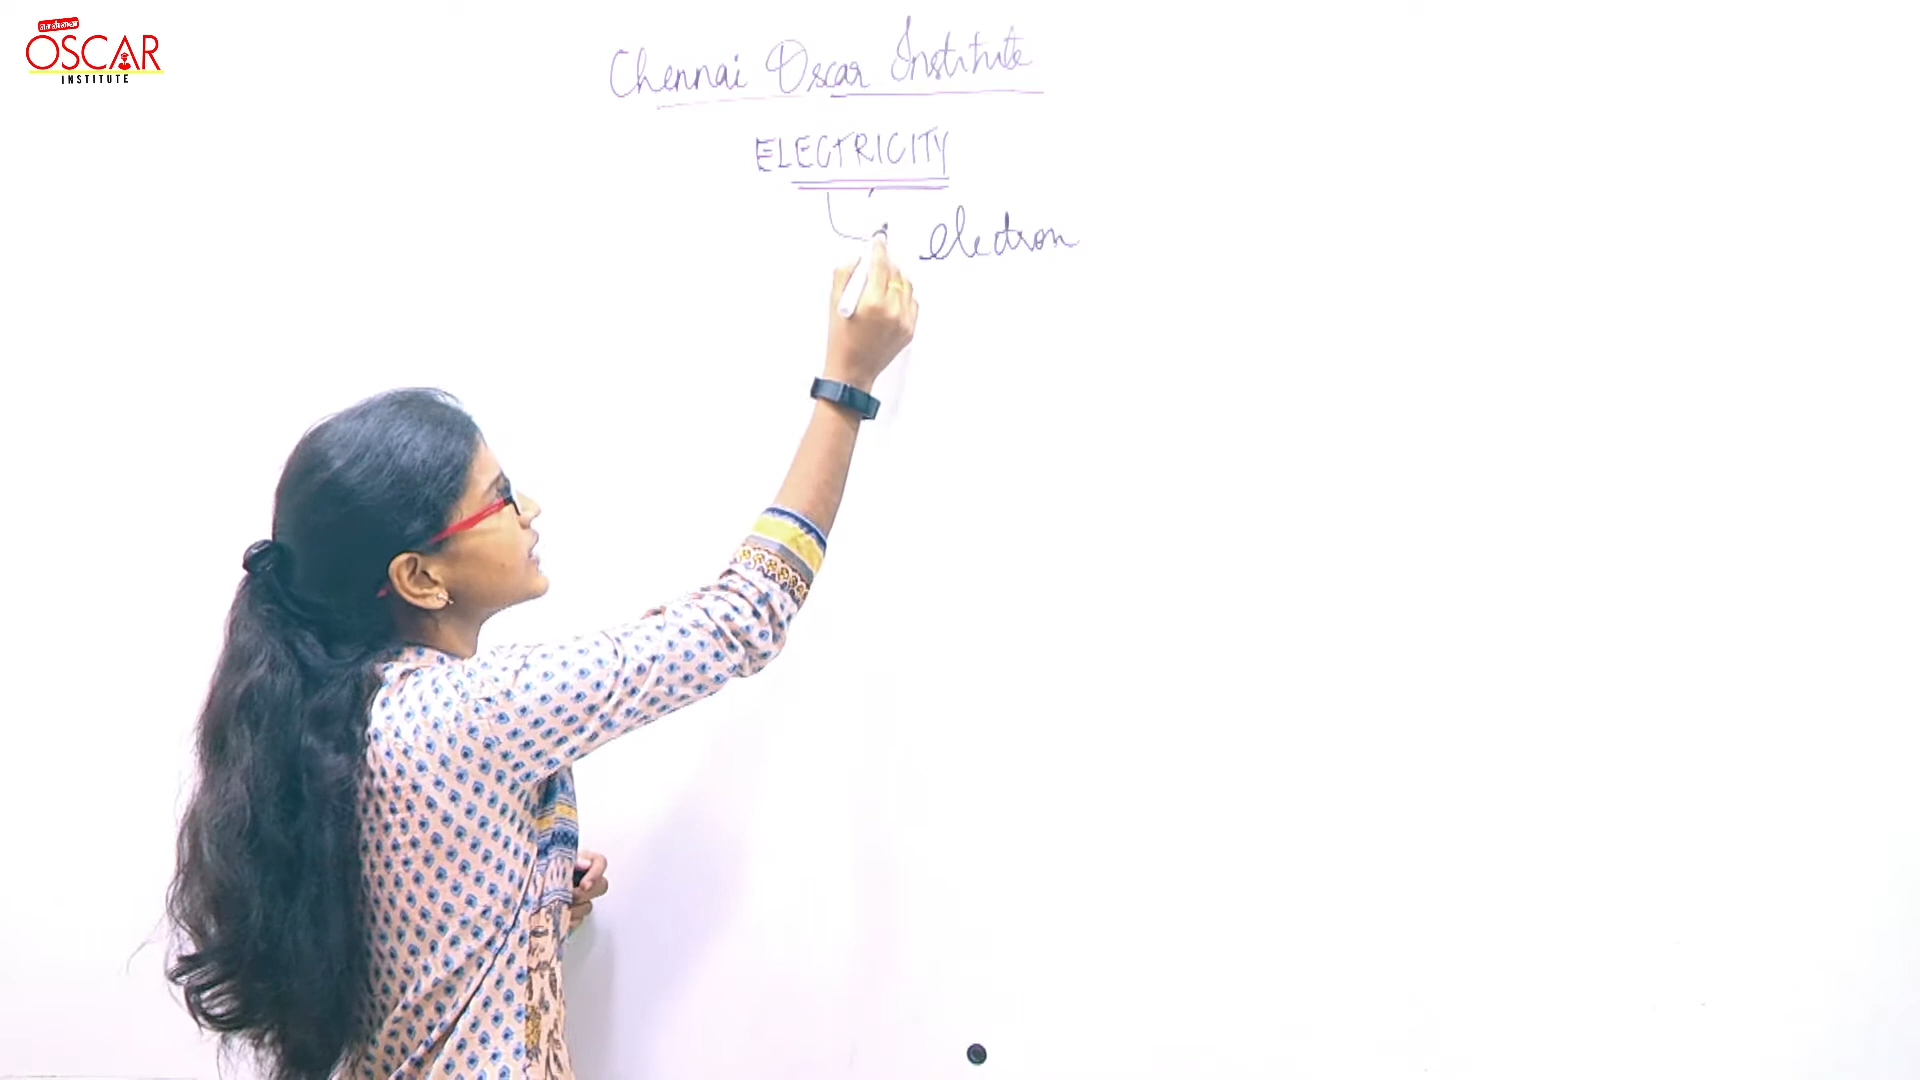 OSCAR
INSTITUTE
Chennai Oscar Institute
ELECTRICITY
electron